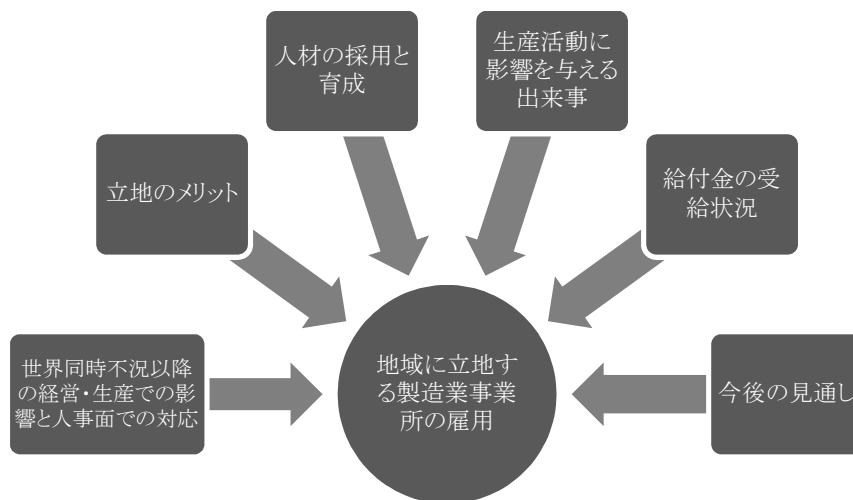 人材の採用と
育成
生産活動に
影響を与える
出来事
立地のメリット
給付金の受
給状況
世界同時不況以降
の経営・生産での影
響と人事面での対応
地域に立地す
る製造業事業
所の雇用
今後の見通し